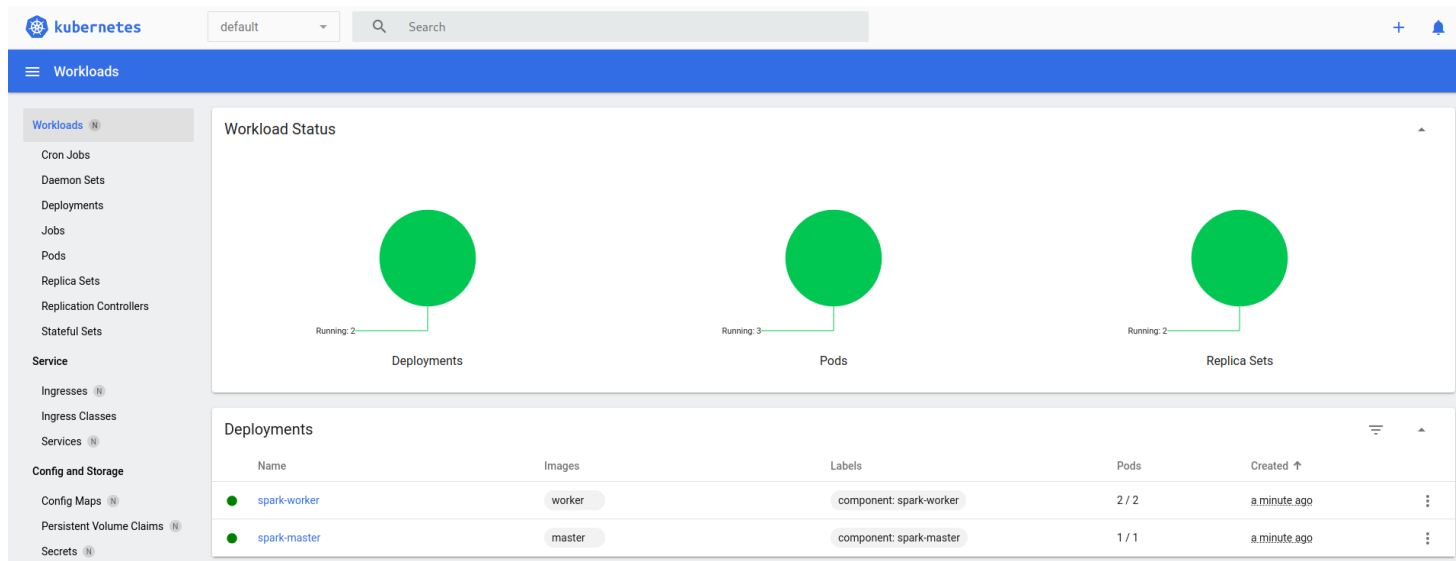 kubernetes default Search
Workloads
Workloads N
Cron Jobs
Daemon Sets
Deployments
Jobs
Pods
Replica Sets
Replication Controllers
Stateful Sets
Service
Ingresses N
Ingress Classes
Services N
Config and Storage
Config Maps N
Persistent Volume Claims N
Secrets N
Workload Status
Running: 2
Deployments
Running: 3
Pods
Running: 2
Replica Sets
Deployments
Name Images Labels Pods Created
spark-worker worker component: spark-worker 2 / 2 a minute ago
spark-master master component: spark-master 1 / 1 a minute ago